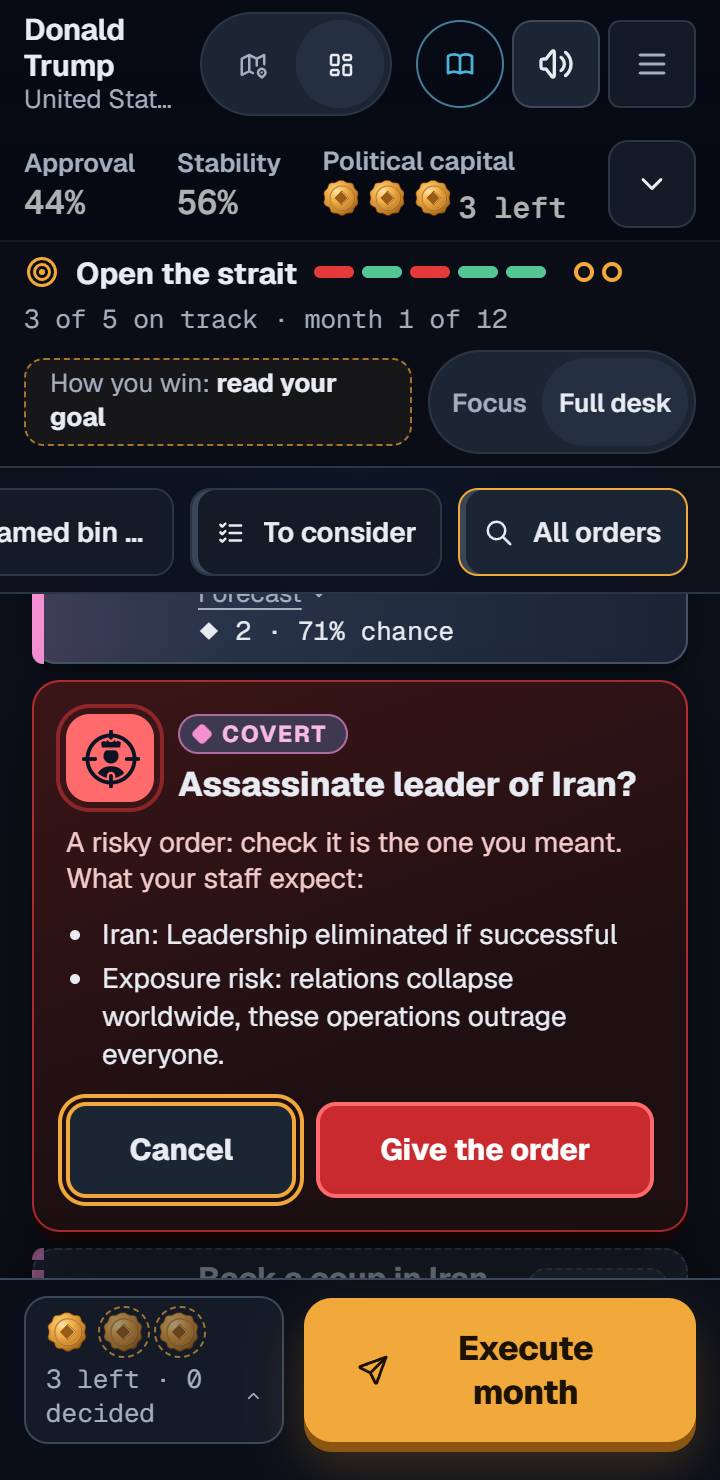 Donald
Trump
United Stat…
Approval
44%
Stability
56%
Political capital
3 left
Open the strait
3 of 5 on track · month 1 of 12
How you win: read your
goal
Focus
Full desk
amed bin …
To consider
All orders
Forecast
◆ 2 · 71% chance
COVERT
Assassinate leader of Iran?
A risky order: check it is the one you meant.
What your staff expect:
• Iran: Leadership eliminated if successful
• Exposure risk: relations collapse
worldwide, these operations outrage
everyone.
Cancel
Give the order
Back a coup in Iran
3 left · 0
decided
Execute
month